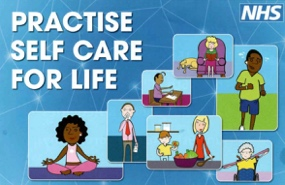 PRACTISE
SELF CARE
FOR LIFE
NHS